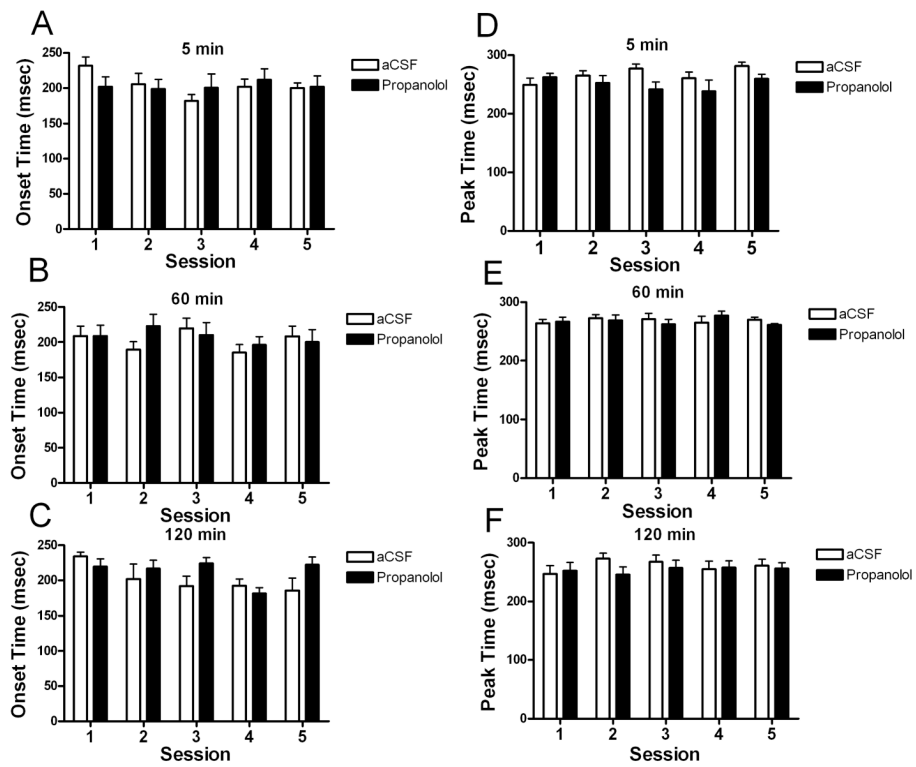 A
5 min
Onset Time (msec)
250
200
150
100
50
0
1 2 3 4 5
Session
aCSF
Propanolol
B
60 min
Onset Time (msec)
250
200
150
100
50
0
1 2 3 4 5
Session
aCSF
Propanolol
C
120 min
Onset Time (msec)
250
200
150
100
50
0
1 2 3 4 5
Session
aCSF
Propanolol
D
5 min
Peak Time (msec)
300
200
100
0
1 2 3 4 5
Session
aCSF
Propanolol
E
60 min
Peak Time (msec)
300
200
100
0
1 2 3 4 5
Session
aCSF
Propanolol
F
120 min
Peak Time (msec)
300
200
100
0
1 2 3 4 5
Session
aCSF
Propanolol